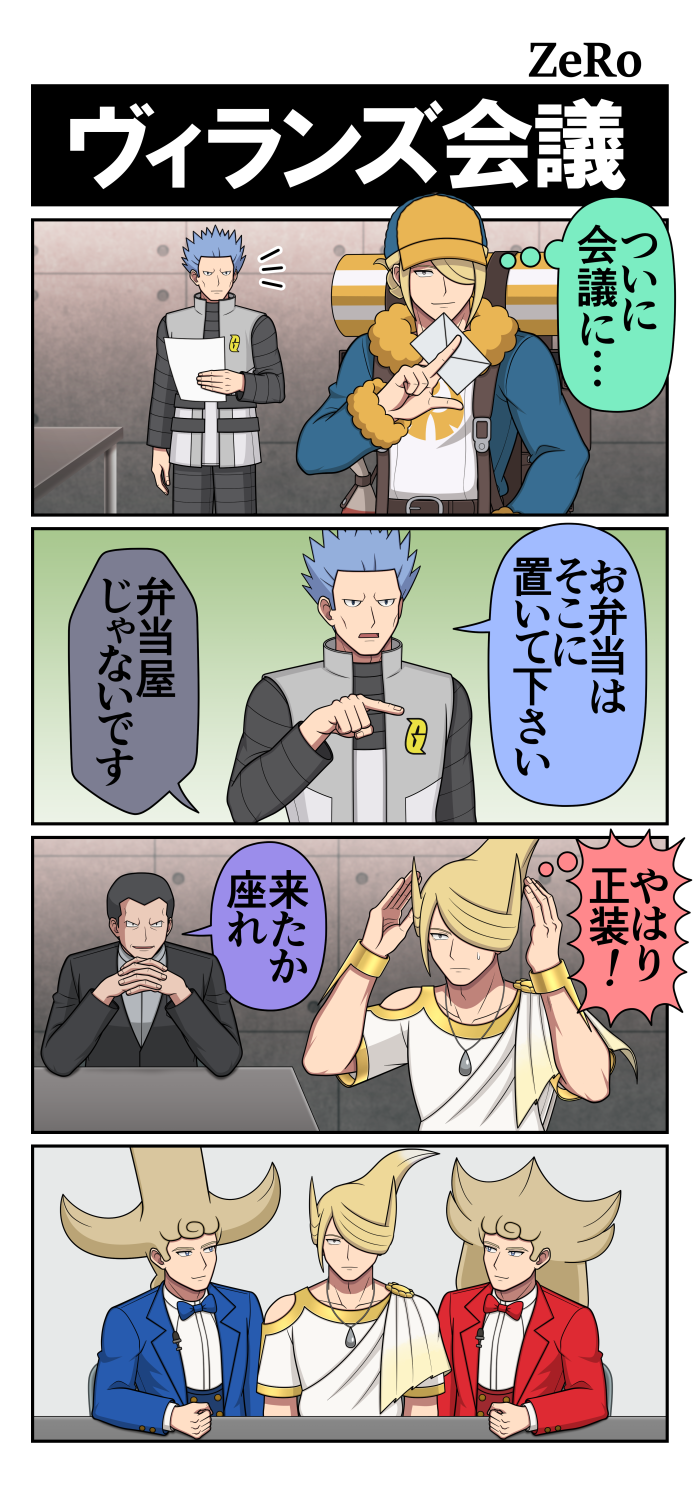 ZeRo
ヴィランズ会議
ついに
会議に…
G
お弁当は
そこに
置いて下さい
G
弁当屋
じゃないです
やはり
正装！
来たか
座れ